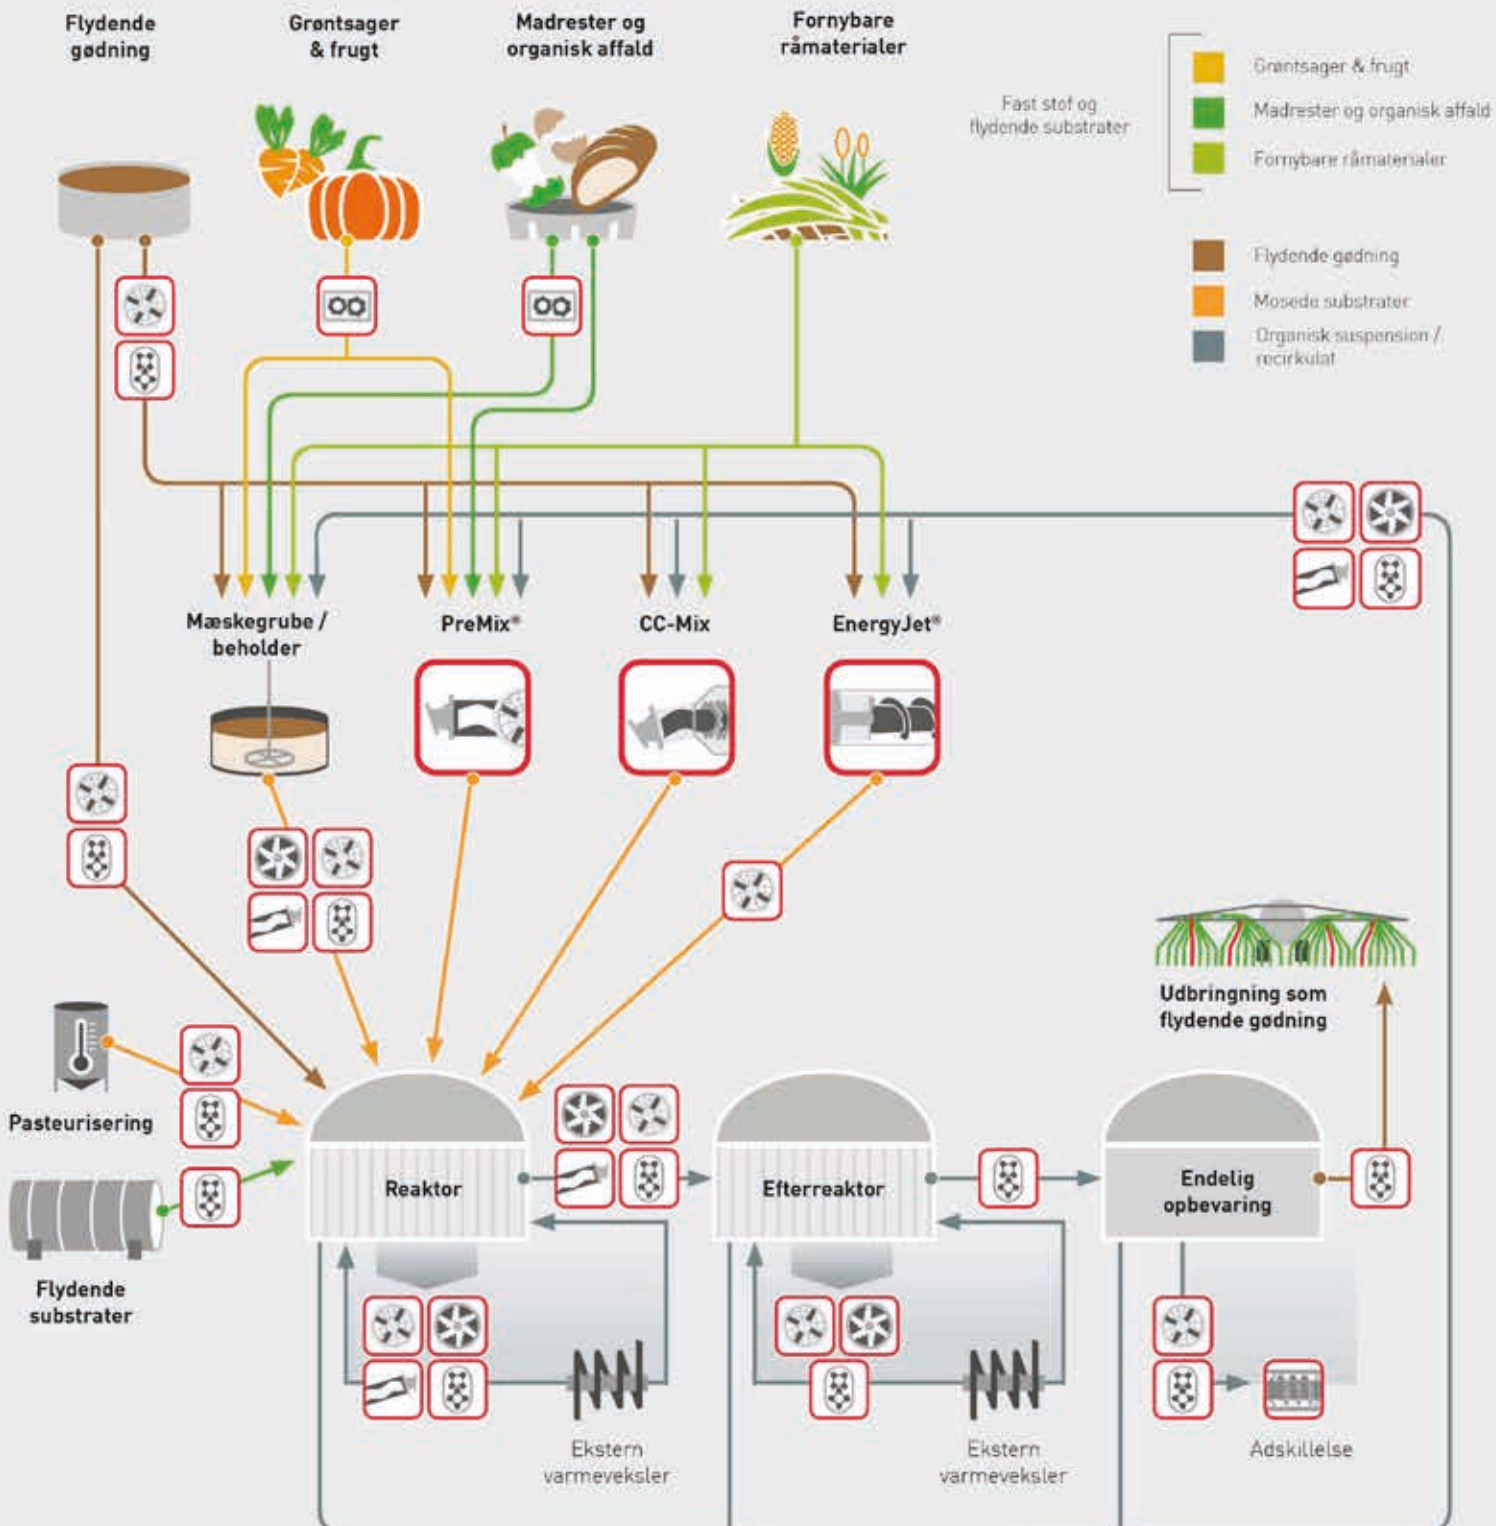 Flydende
gødning
Grøntsager
& frugt
Madrester og
organisk affald
Fornybare
råmaterialer
Fast stof og
flydende substrater
Grøntsager & frugt
Madrester og organisk affald
Fornybare råmaterialer
Flydende gødning
Mosede substrater
Organisk suspension /
recirkulat
Mæskegrube /
beholder
PreMix®
CC-Mix
EnergyJet®
Udbringning som
flydende gødning
Pasteurisering
Flydende
substrater
Reaktor
Efterreaktor
Endelig
opbevaring
Ekstern
varmeveksler
Ekstern
varmeveksler
Adskillelse